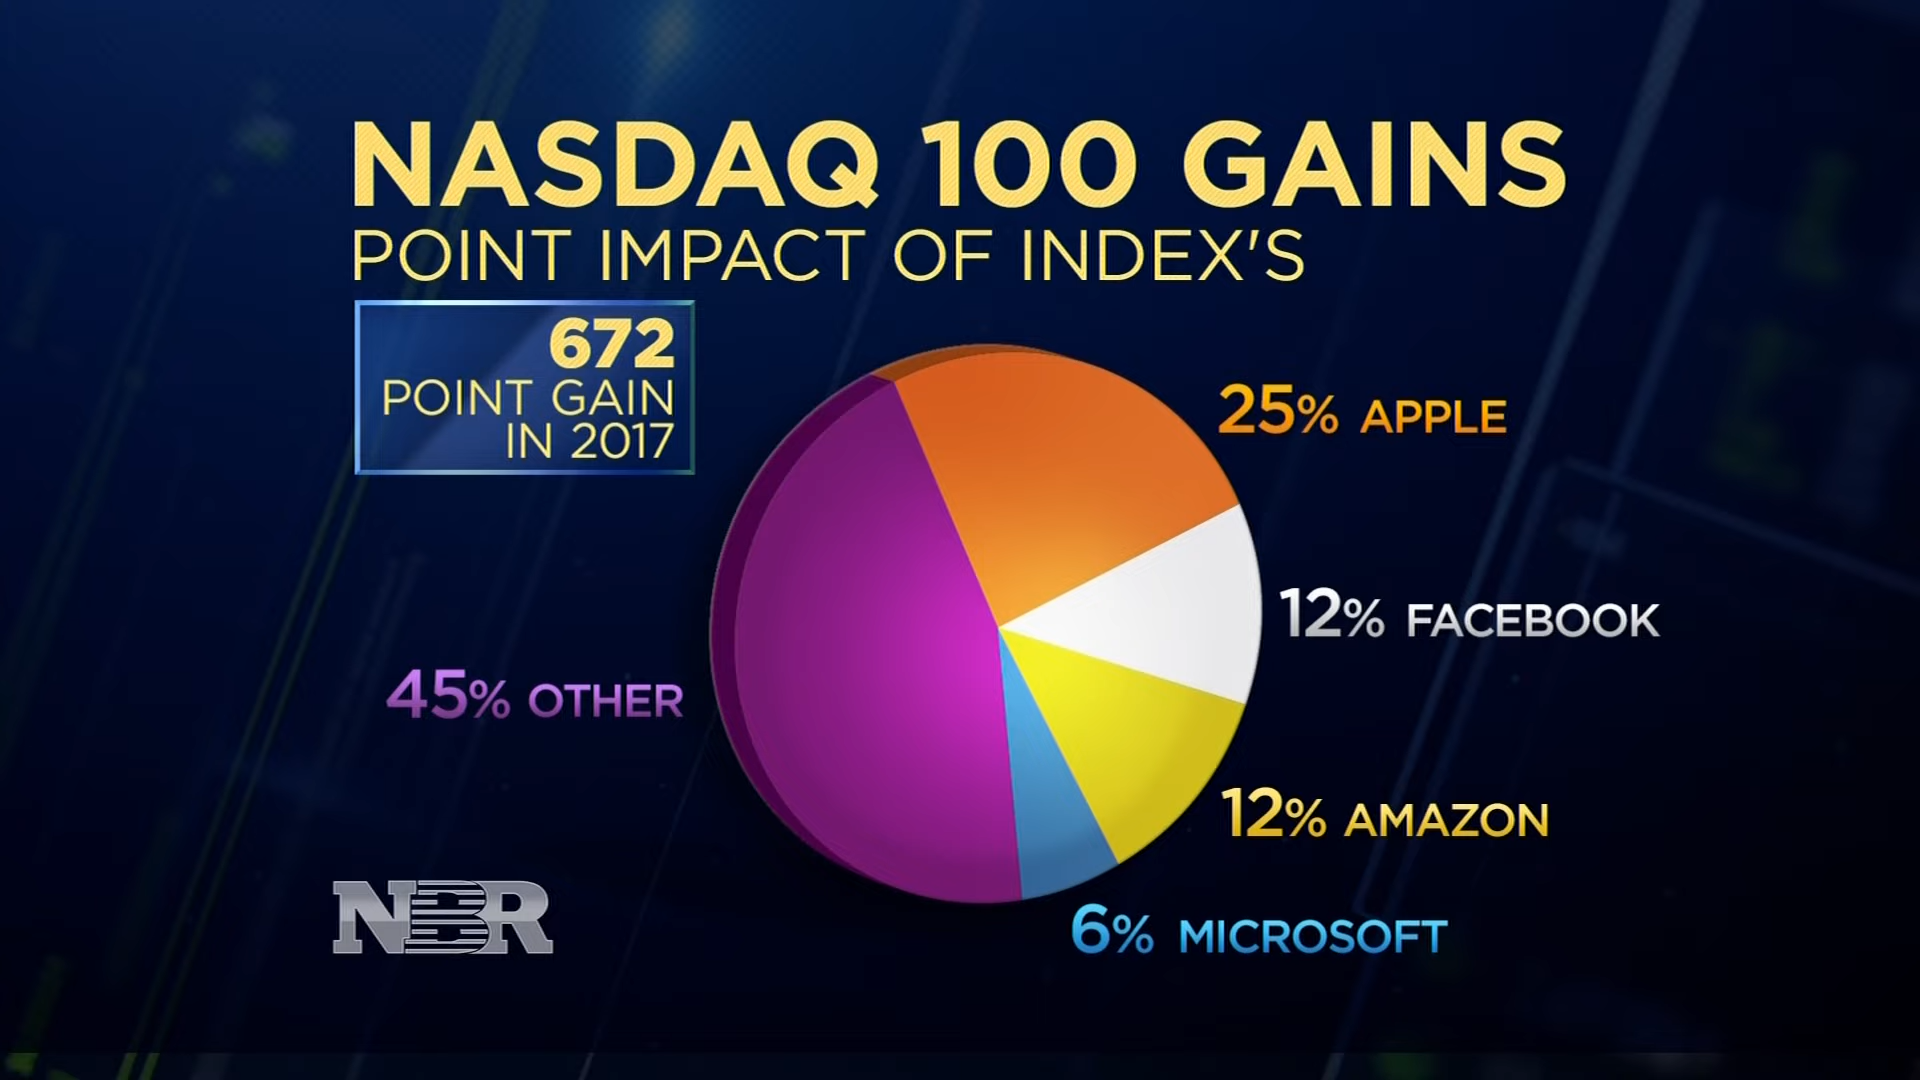 NASDAQ 100 GAINS
POINT IMPACT OF INDEX'S
672
POINT GAIN
IN 2017
25% APPLE
12% FACEBOOK
45% OTHER
12% AMAZON
6% MICROSOFT
NBR